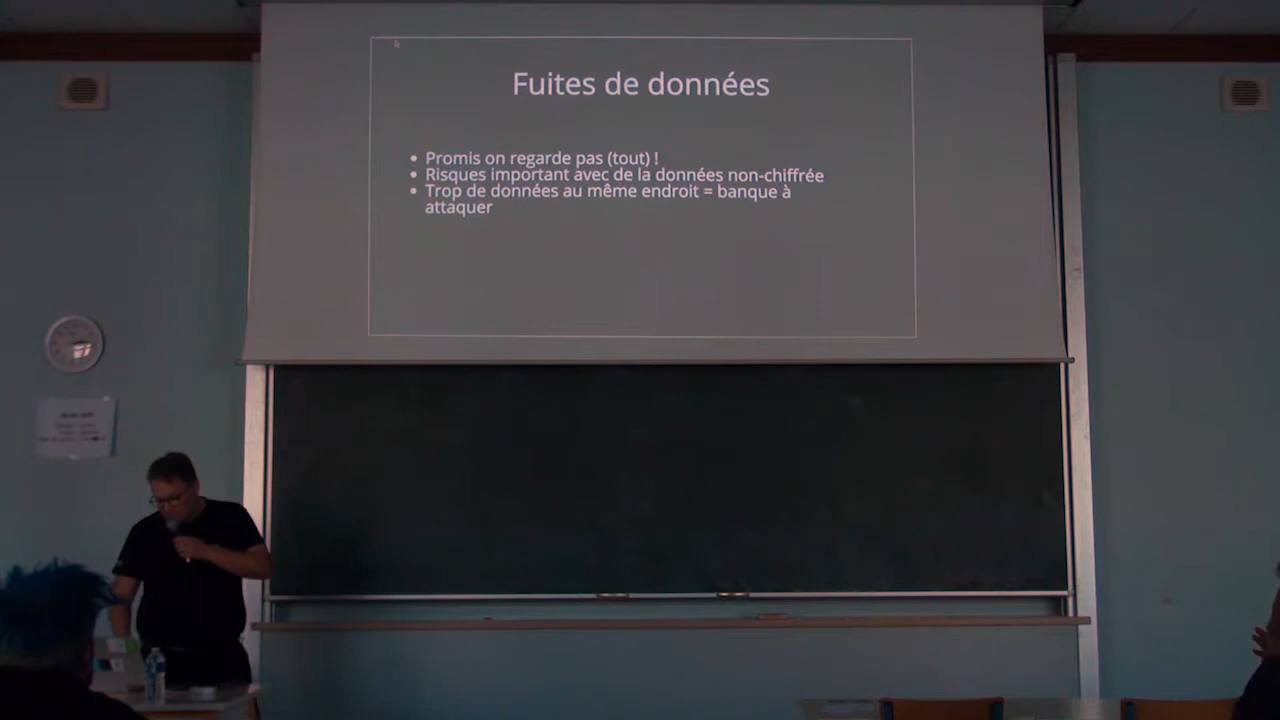 Fuites de données
• Promis on regarde pas (tout) !
• Risques important avec de la données non-chiffrée
• Trop de données au même endroit = banque à
attaquer